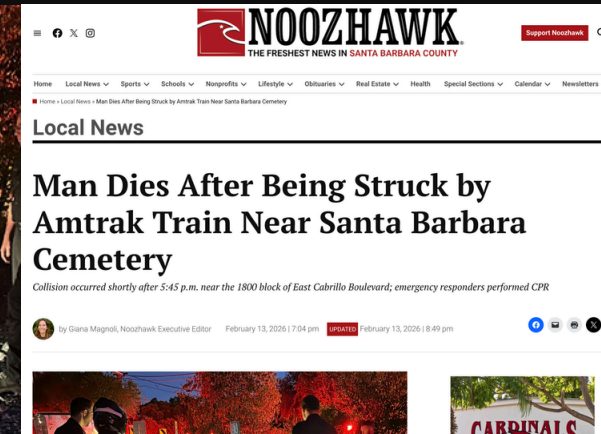 NOOZHAWK
THE FRESHEST NEWS IN SANTA BARBARA COUNTY
Support Noozhawk
Home Local News Sports Schools Nonprofits Lifestyle Obituaries Real Estate Health Special Sections Calendar Newsletters
Home » Local News » Man Dies After Being Struck by Amtrak Train Near Santa Barbara Cemetery
Local News
Man Dies After Being Struck by
Amtrak Train Near Santa Barbara
Cemetery
Collision occurred shortly after 5:45 p.m. near the 1800 block of East Cabrillo Boulevard; emergency responders performed CPR
by Giana Magnoli, Noozhawk Executive Editor February 13, 2026 | 7:04 pm UPDATED February 13, 2026 | 8:49 pm
CARDINALS